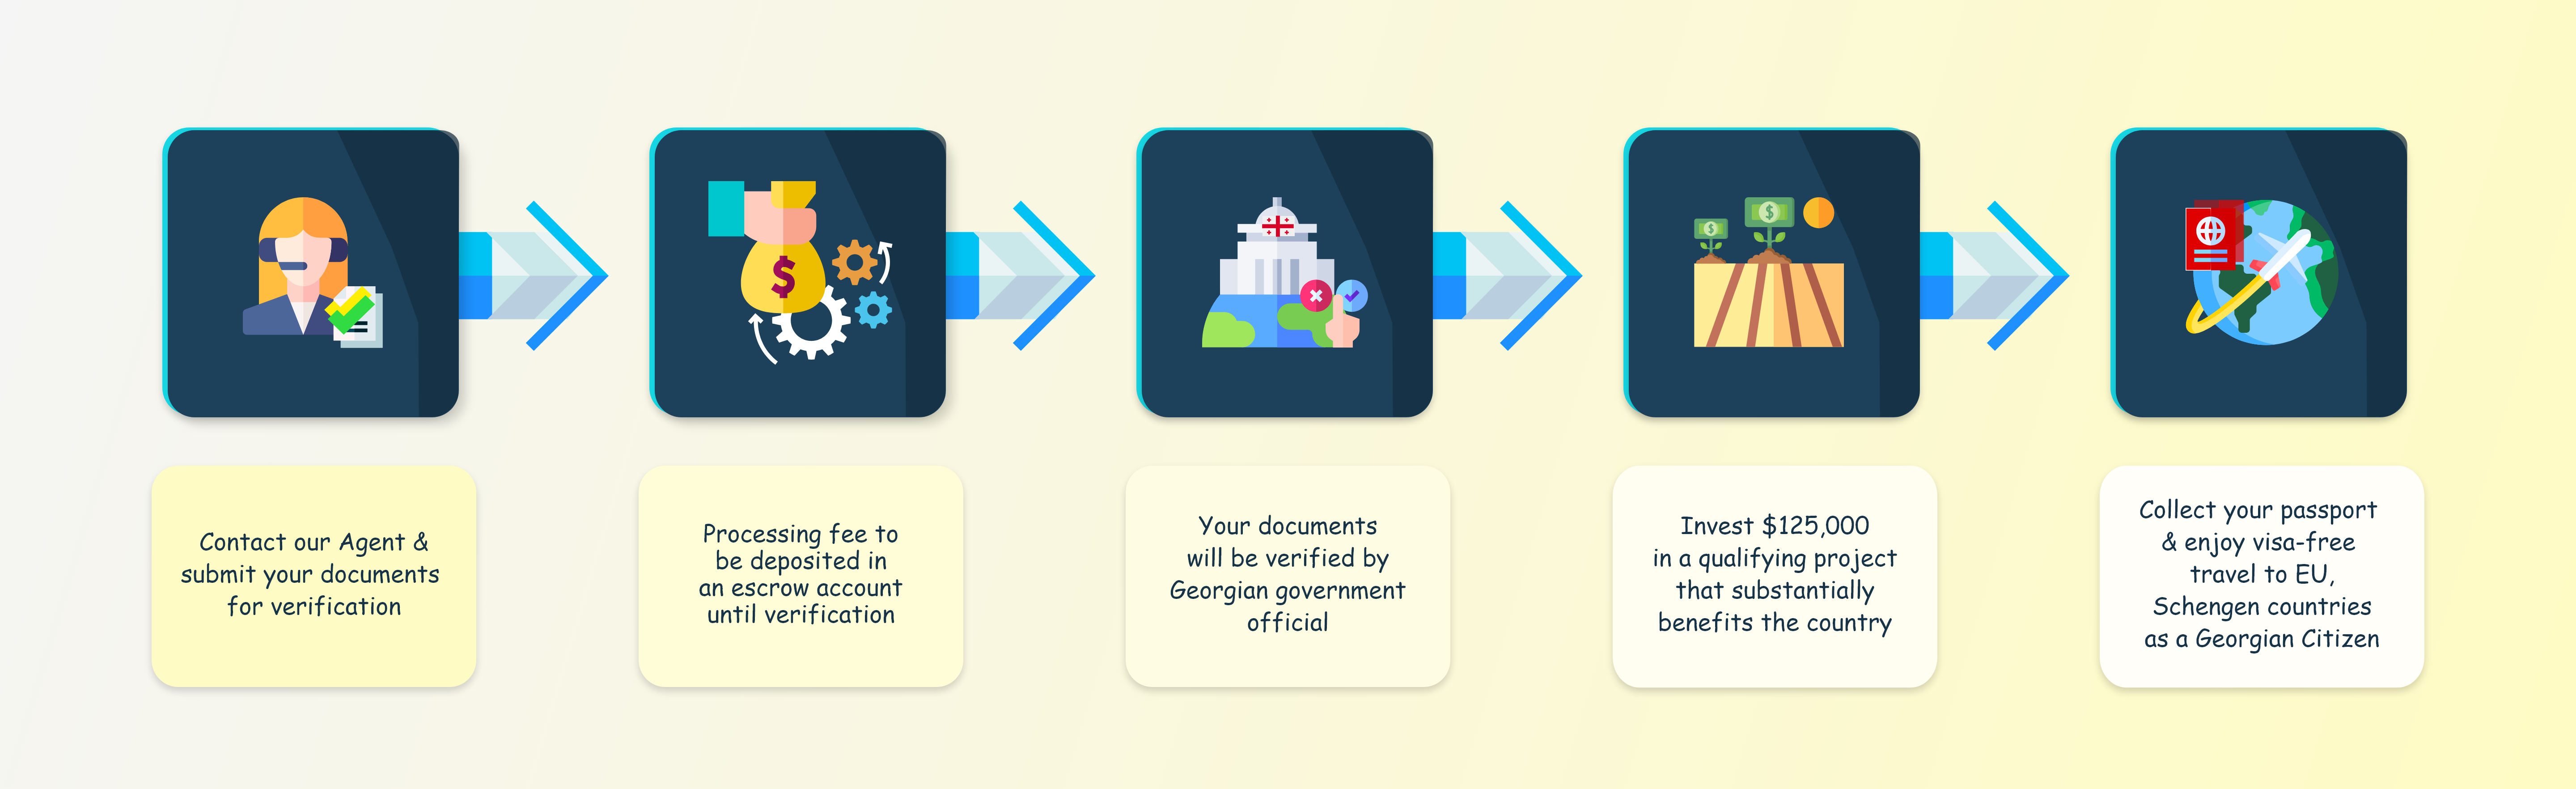 Contact our Agent &
submit your documents
for verification
Processing fee to
be deposited in
an escrow account
until verification
Your documents
will be verified by
Georgian government
official
Invest $125,000
in a qualifying project
that substantially
benefits the country
Collect your passport
& enjoy visa-free
travel to EU,
Schengen countries
as a Georgian Citizen